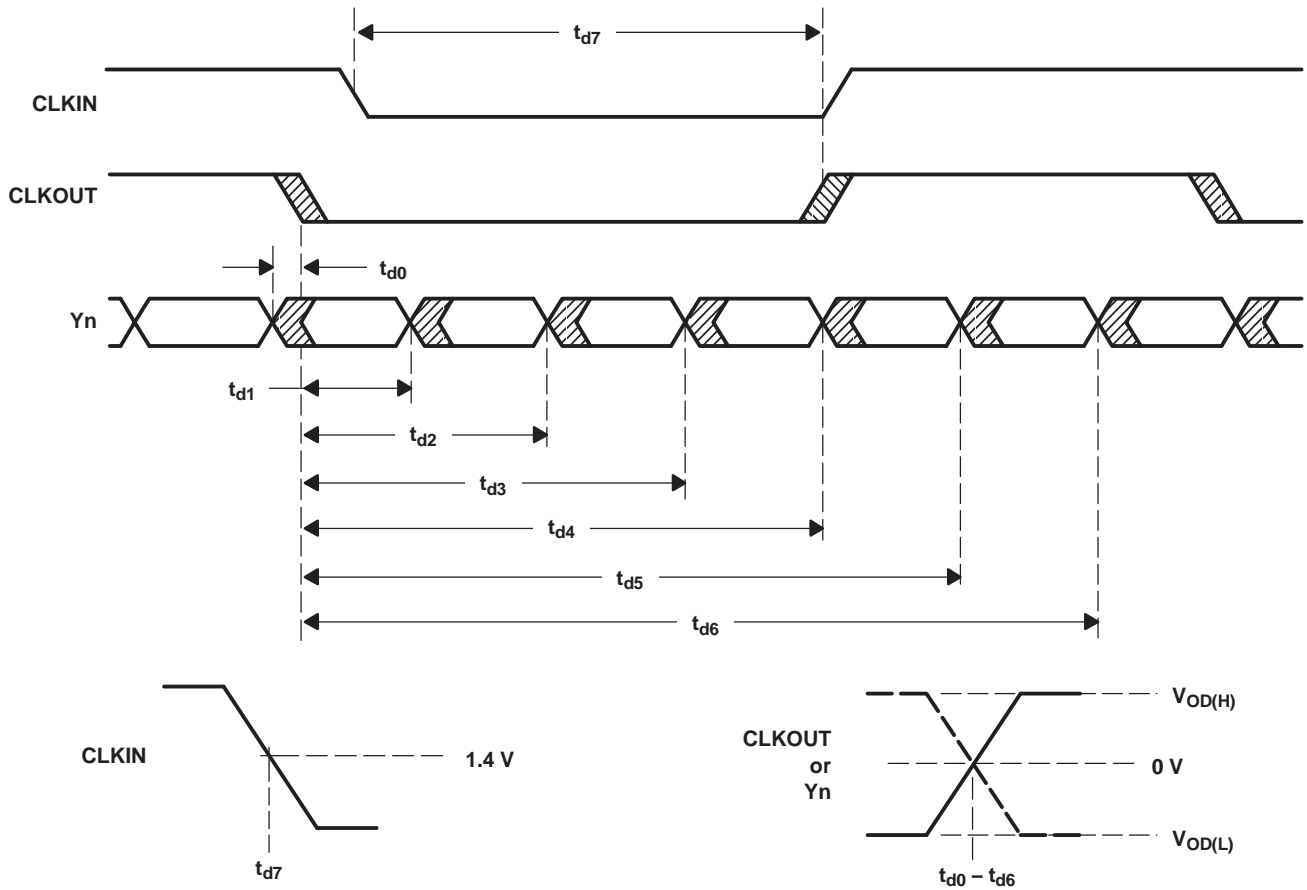 td7
CLKIN
CLKOUT
td0
Yn
td1
td2
td3
td4
td5
td6
CLKIN
1.4 V
td7
CLKOUT
or
Yn
VOD(H)
0 V
VOD(L)
td0 – td6